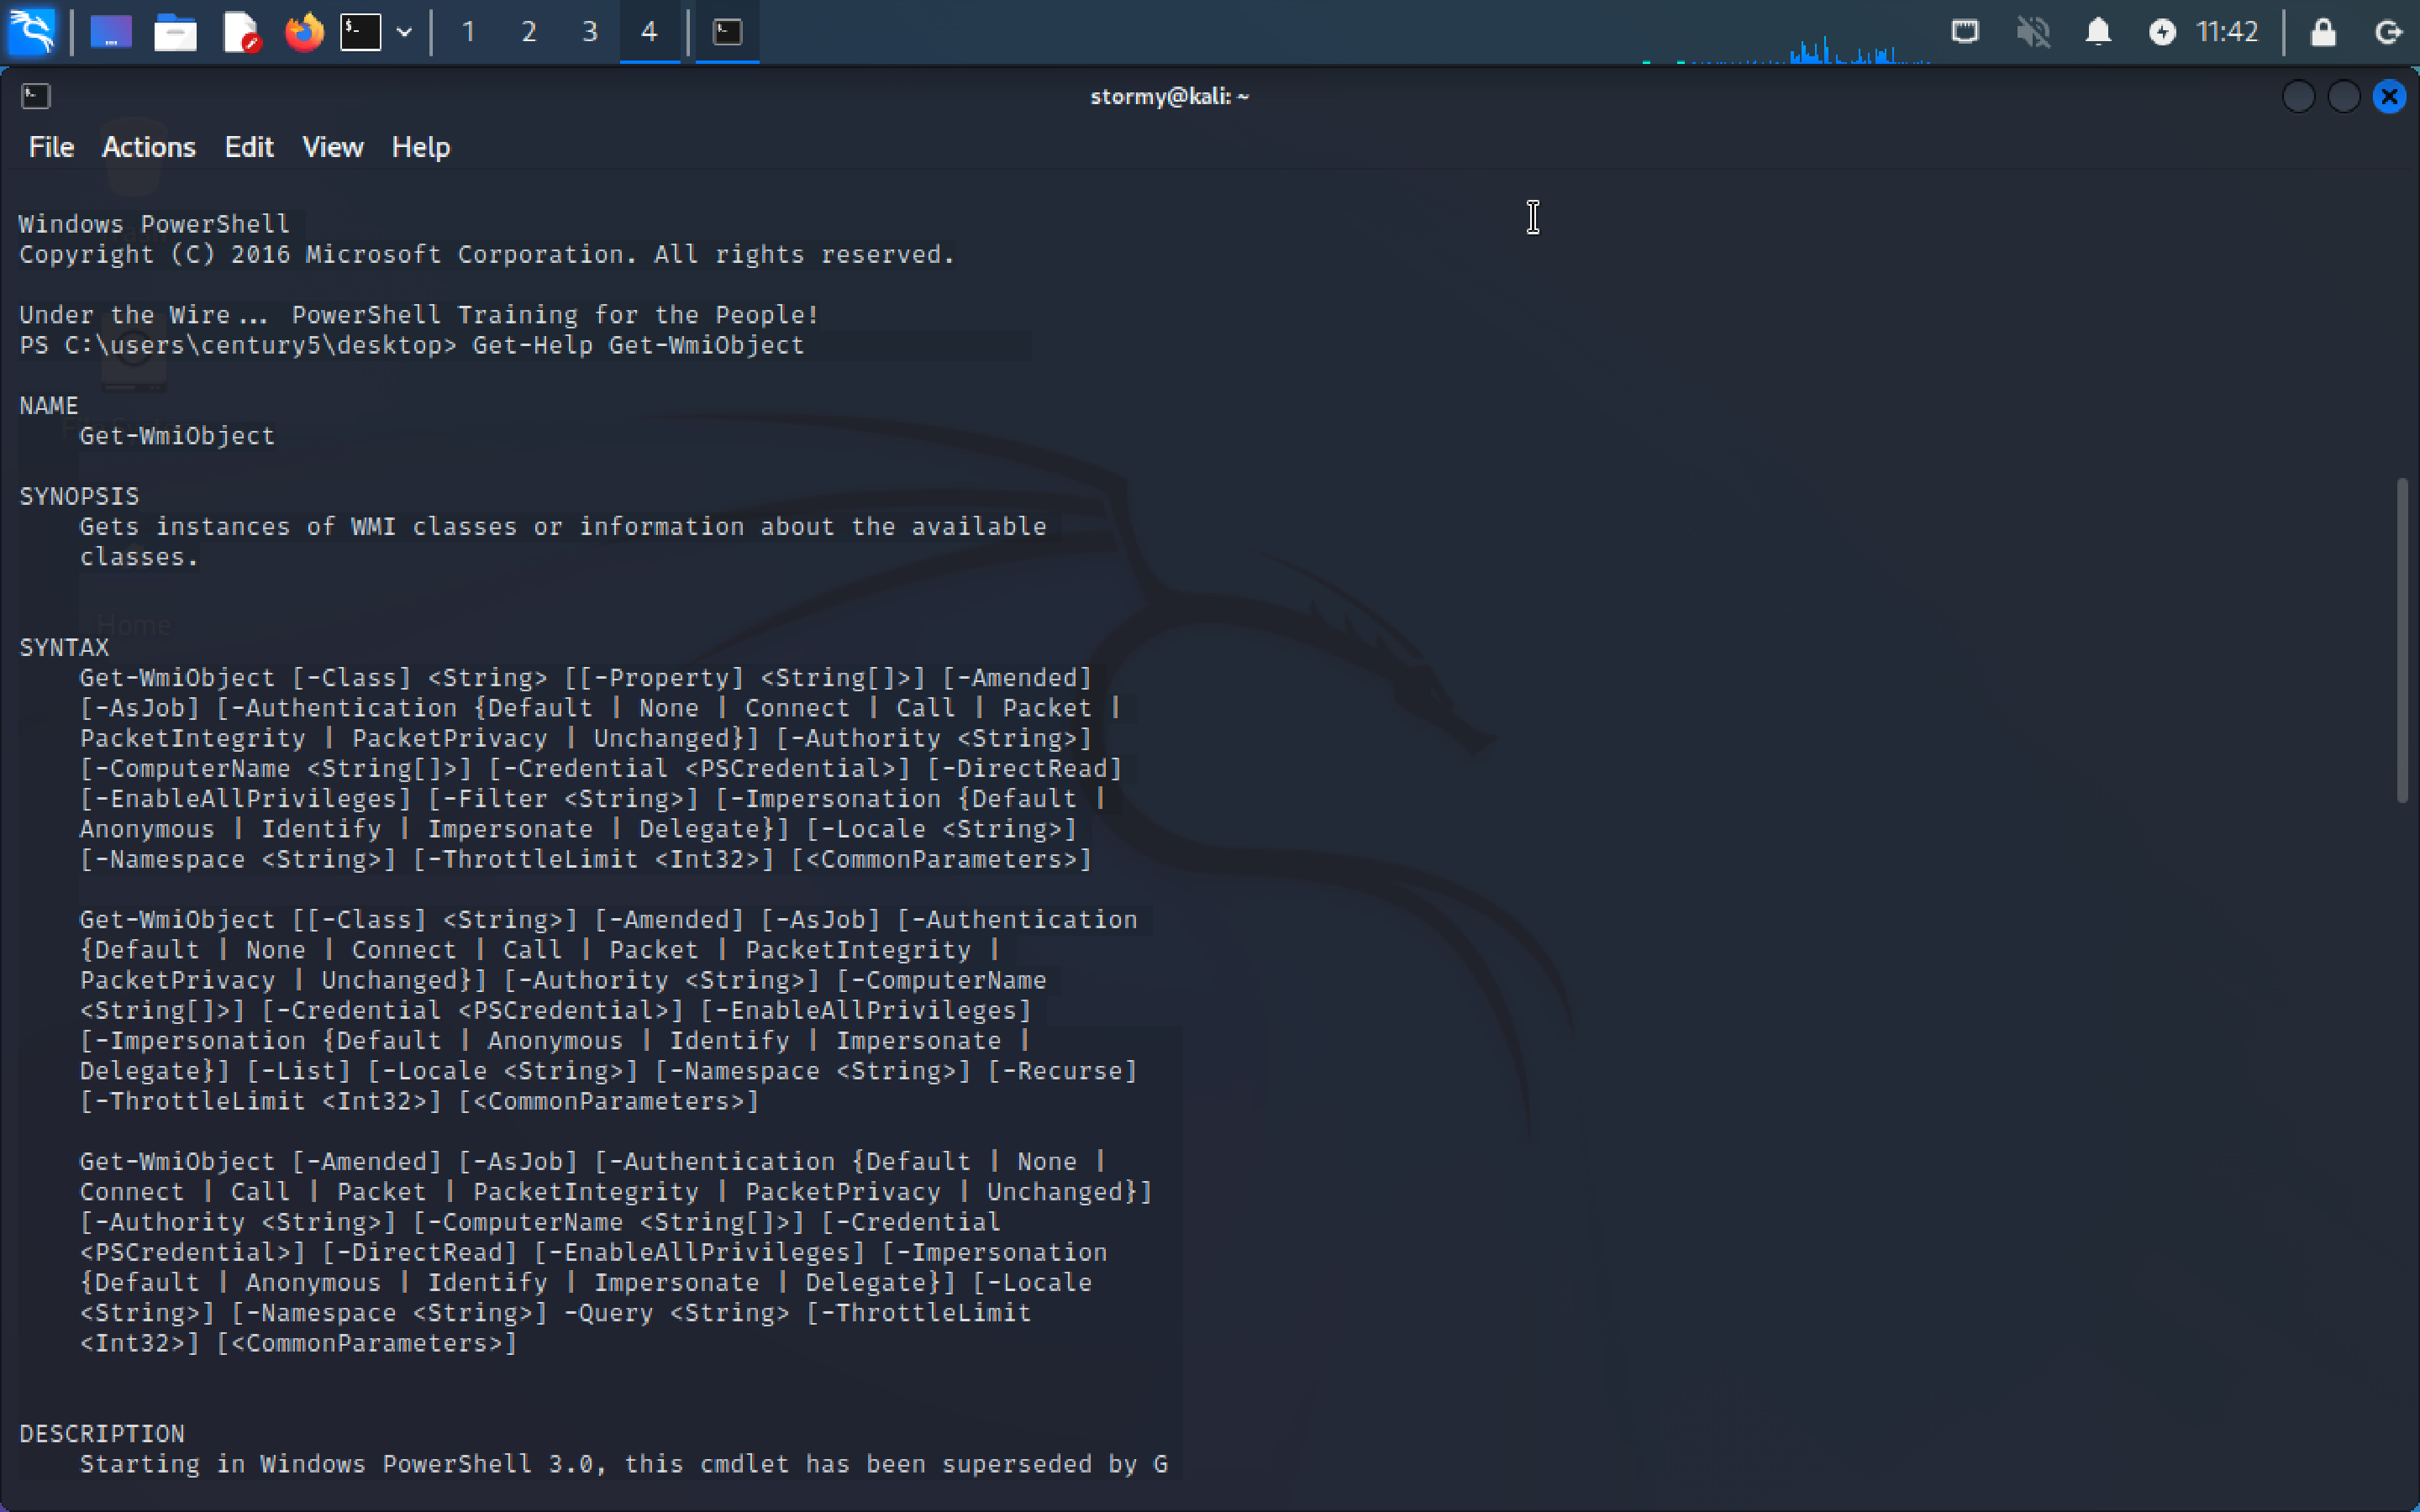 1 2 3 4 11:42
stormy@kali: ~
File Actions Edit View Help
Windows PowerShell
Copyright (C) 2016 Microsoft Corporation. All rights reserved.
Under the Wire... PowerShell Training for the People!
PS C:\users\century5\desktop> Get-Help Get-WmiObject
NAME
Get-WmiObject
SYNOPSIS
Gets instances of WMI classes or information about the available
classes.
Home
SYNTAX
Get-WmiObject [-Class] <String> [[-Property] <String[]>] [-Amended]
[-AsJob] [-Authentication {Default | None | Connect | Call | Packet |
PacketIntegrity | PacketPrivacy | Unchanged}] [-Authority <String>]
[-ComputerName <String[]>] [-Credential <PSCredential>] [-DirectRead]
[-EnableAllPrivileges] [-Filter <String>] [-Impersonation {Default |
Anonymous | Identify | Impersonate | Delegate}] [-Locale <String>]
[-Namespace <String>] [-ThrottleLimit <Int32>] [<CommonParameters>]
Get-WmiObject [[-Class] <String>] [-Amended] [-AsJob] [-Authentication
{Default | None | Connect | Call | Packet | PacketIntegrity |
PacketPrivacy | Unchanged}] [-Authority <String>] [-ComputerName
<String[]>] [-Credential <PSCredential>] [-EnableAllPrivileges]
[-Impersonation {Default | Anonymous | Identify | Impersonate |
Delegate}] [-List] [-Locale <String>] [-Namespace <String>] [-Recurse]
[-ThrottleLimit <Int32>] [<CommonParameters>]
Get-WmiObject [-Amended] [-AsJob] [-Authentication {Default | None |
Connect | Call | Packet | PacketIntegrity | PacketPrivacy | Unchanged}]
[-Authority <String>] [-ComputerName <String[]>] [-Credential
<PSCredential>] [-DirectRead] [-EnableAllPrivileges] [-Impersonation
{Default | Anonymous | Identify | Impersonate | Delegate}] [-Locale
<String>] [-Namespace <String>] -Query <String> [-ThrottleLimit
<Int32>] [<CommonParameters>]
DESCRIPTION
Starting in Windows PowerShell 3.0, this cmdlet has been superseded by G